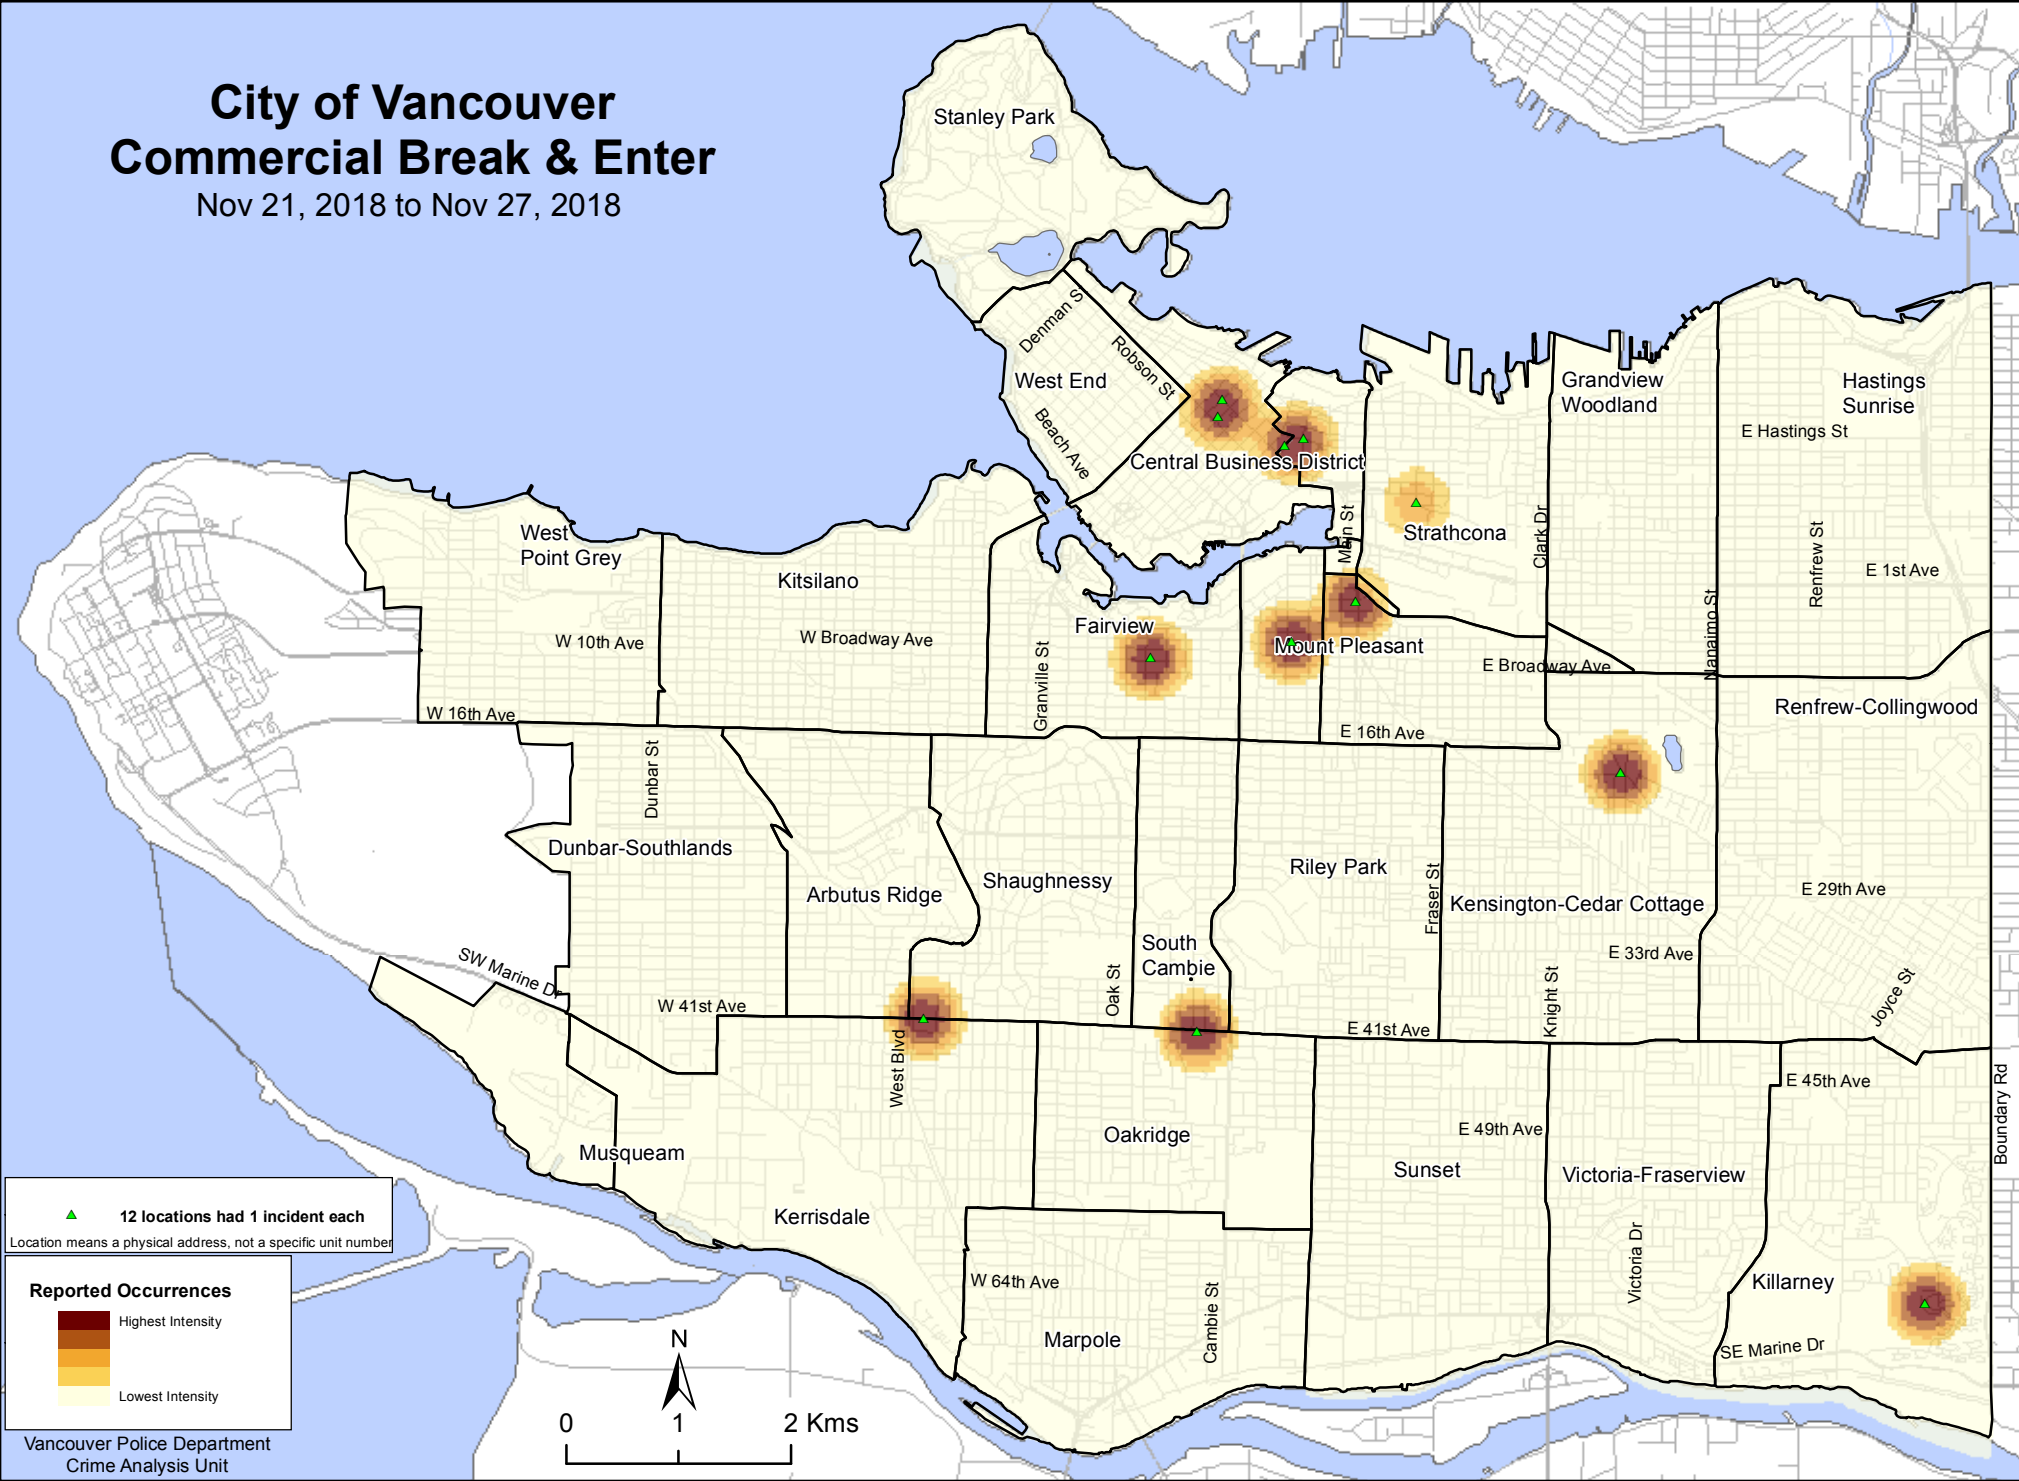 City of Vancouver
Commercial Break & Enter
Nov 21, 2018 to Nov 27, 2018
Stanley Park
Denman S
Robson St
West End
Beach Ave
Central Business District
Grandview
Woodland
Hastings
Sunrise
E Hastings St
Main St
Strathcona
Clark Dr
Renfrew St
E 1st Ave
Nanaimo St
West
Point Grey
Kitsilano
W 10th Ave
W Broadway Ave
Fairview
Granville St
Mount Pleasant
E Broadway Ave
W 16th Ave
E 16th Ave
Renfrew-Collingwood
Dunbar St
Dunbar-Southlands
Arbutus Ridge
Shaughnessy
Riley Park
Fraser St
Kensington-Cedar Cottage
E 29th Ave
South
Cambie
E 33rd Ave
SW Marine Dr
W 41st Ave
Oak St
E 41st Ave
Knight St
Joyce St
West Blvd
E 45th Ave
Boundary Rd
Oakridge
E 49th Ave
Musqueam
Sunset
Victoria-Fraserview
Kerrisdale
Victoria Dr
W 64th Ave
Cambie St
Killarney
Marpole
SE Marine Dr
12 locations had 1 incident each
Location means a physical address, not a specific unit number
Reported Occurrences
Highest Intensity
Lowest Intensity
N
0 1 2 Kms
Vancouver Police Department
Crime Analysis Unit